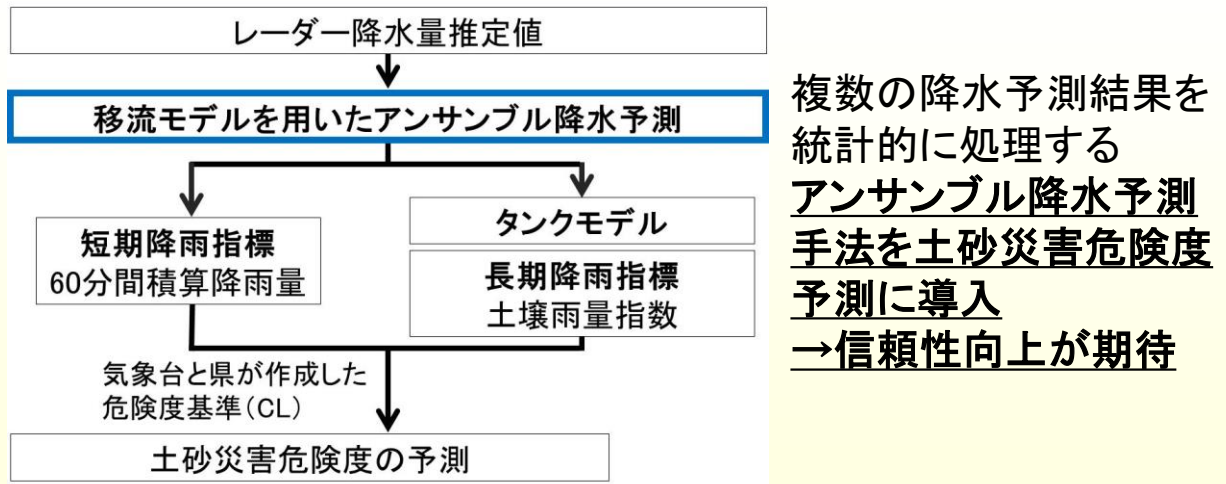 レーダー降水量推定値
移流モデルを用いたアンサンブル降水予測
短期降雨指標
60分間積算降雨量
タンクモデル
長期降雨指標
土壌雨量指数
気象台と県が作成した
危険度基準（CL）
土砂災害危険度の予測
複数の降水予測結果を
統計的に処理する
アンサンブル降水予測
手法を土砂災害危険度
予測に導入
→信頼性向上が期待